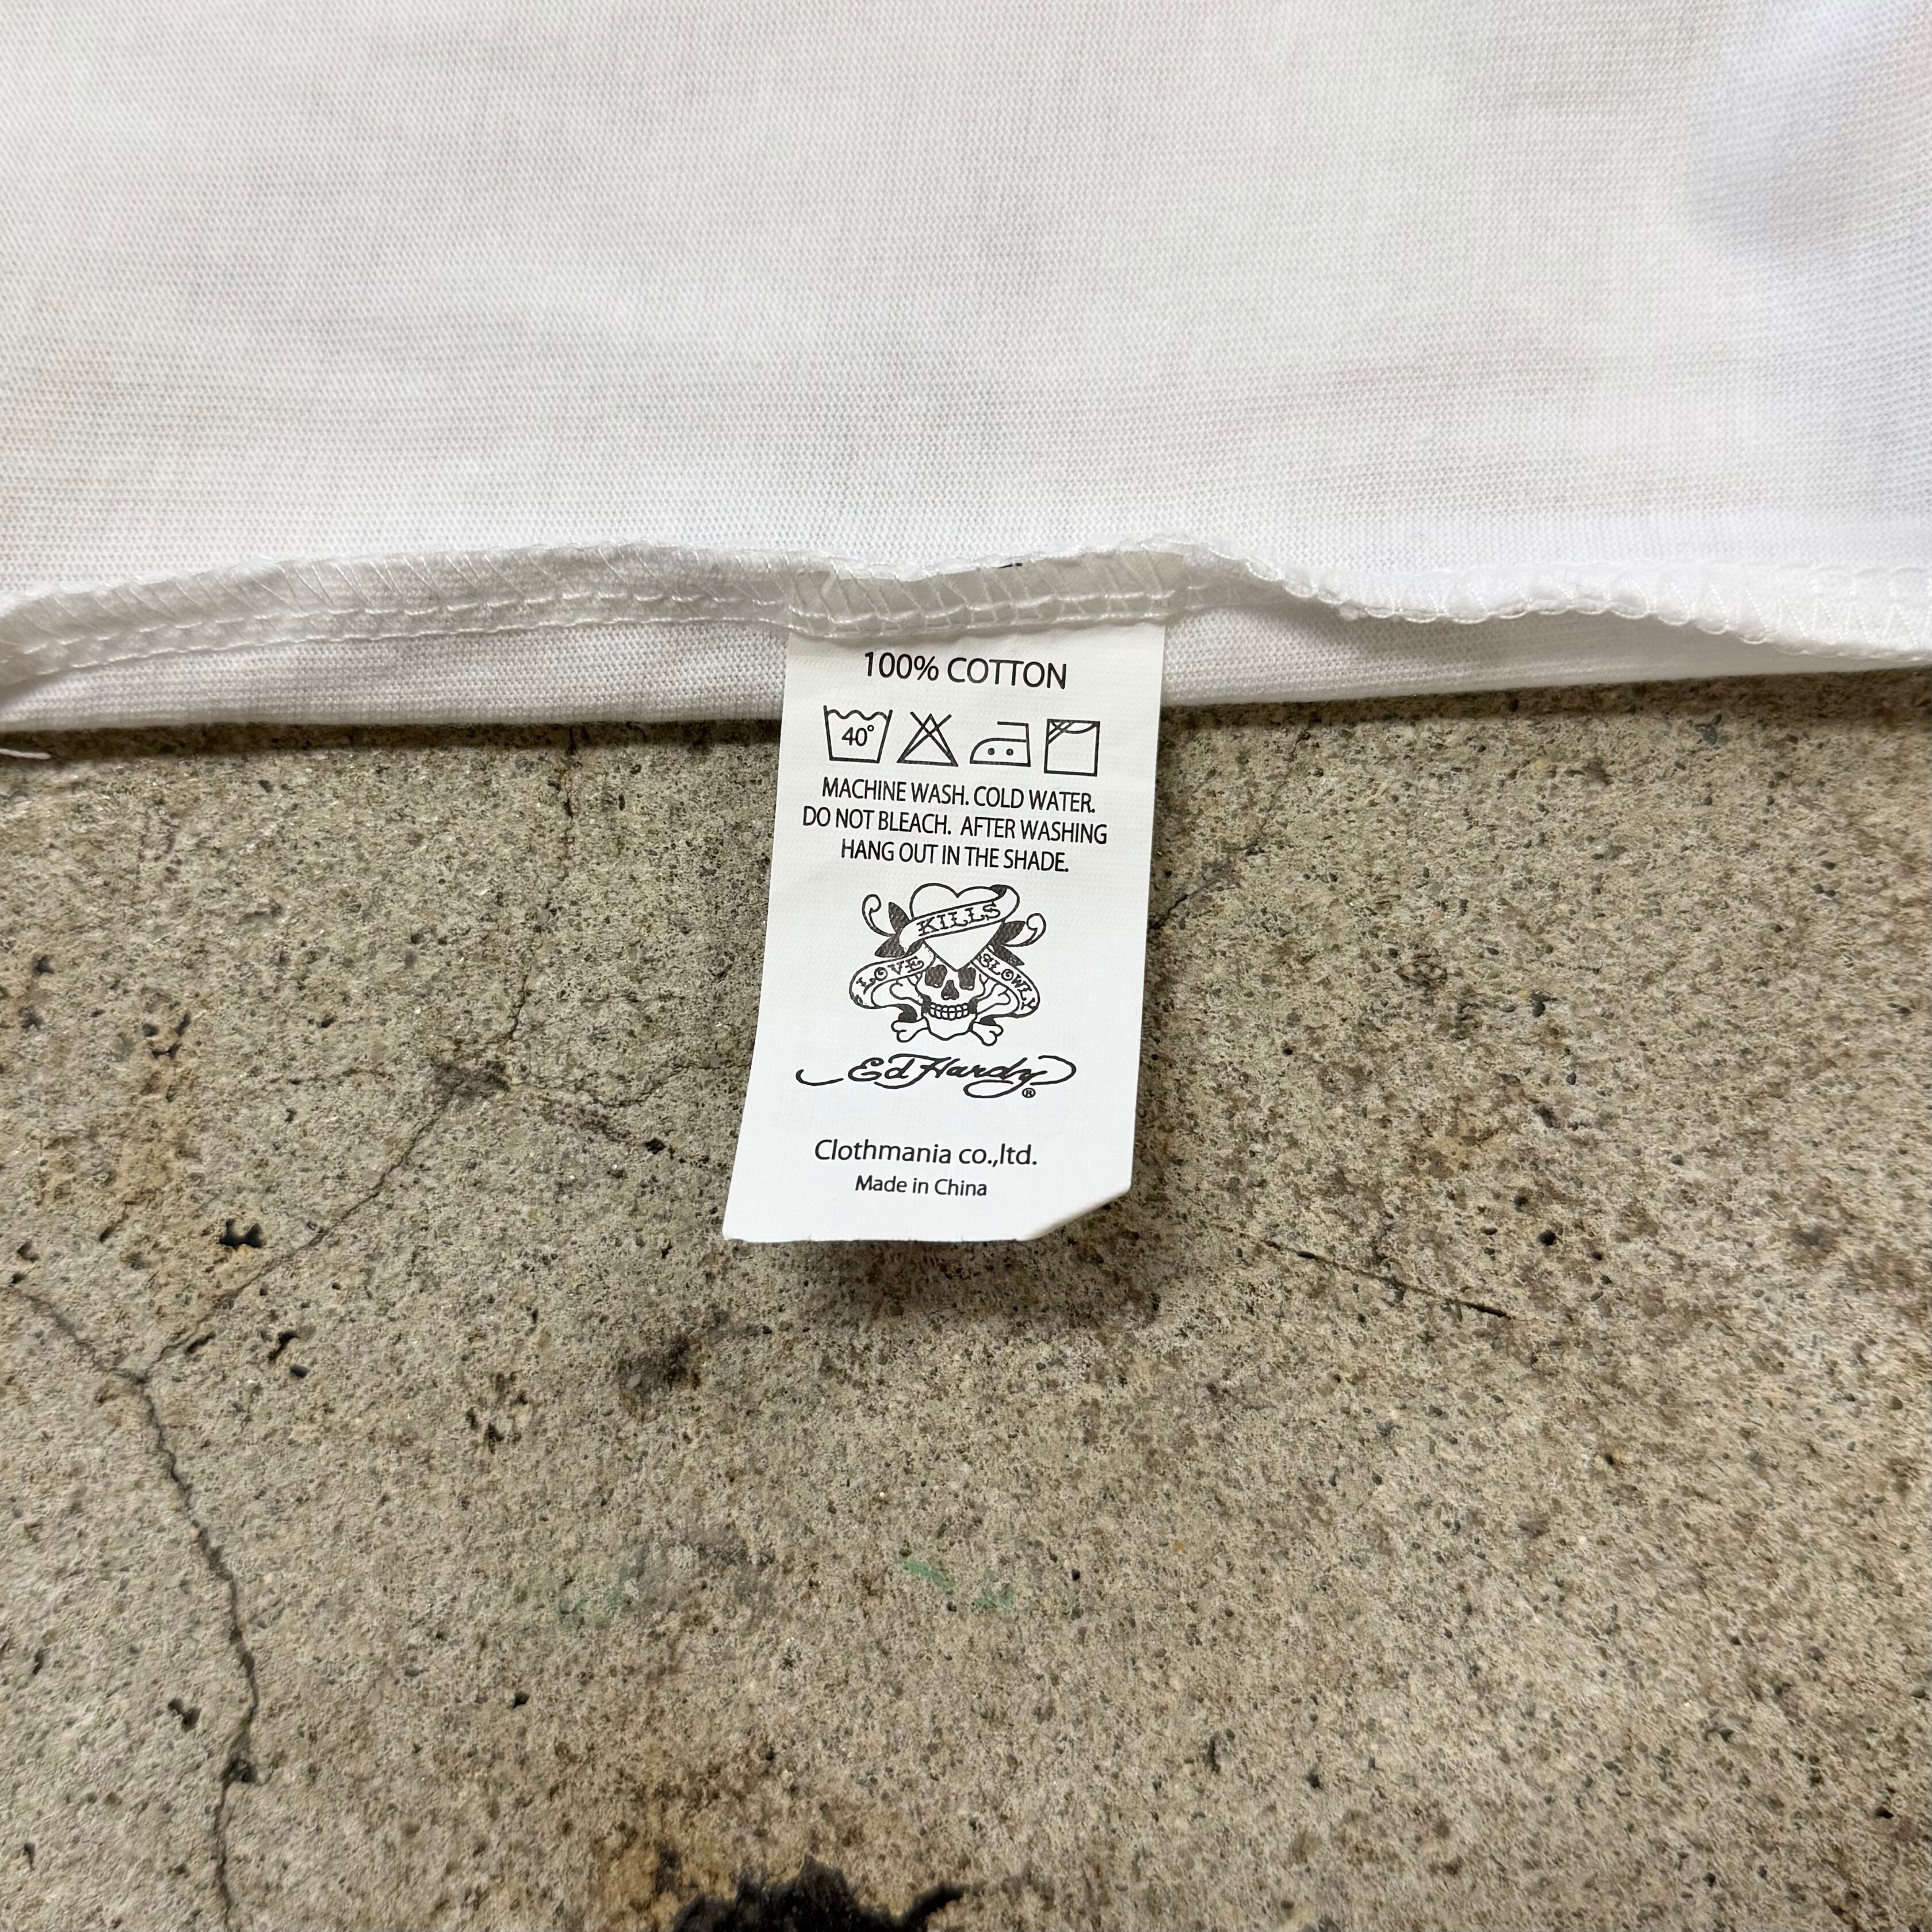 100% COTTON
40°
MACHINE WASH. COLD WATER.
DO NOT BLEACH. AFTER WASHING
HANG OUT IN THE SHADE.
KILLS
LOVE SLOWLY
Ed Hardy
®
Clothmania co.,ltd.
Made in China